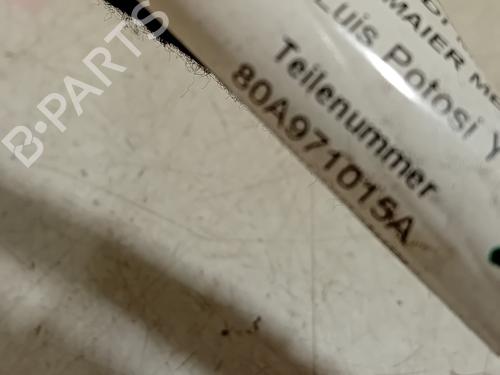 MAIER
Luis Potosi
Teilenummer
80A971015A
B-PARTS